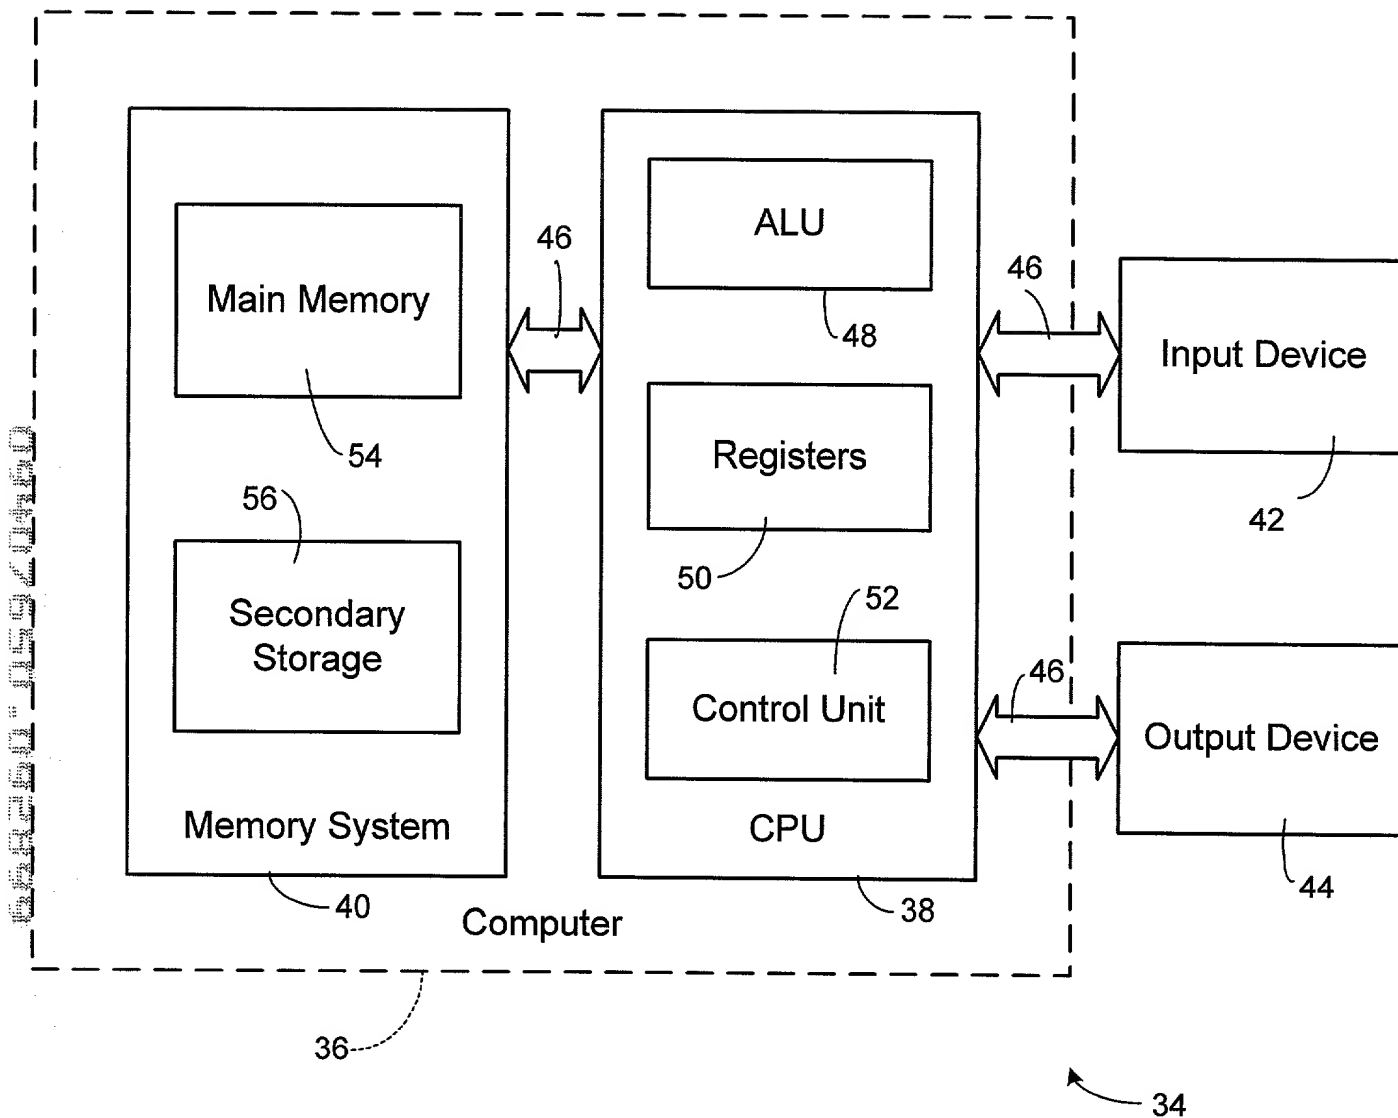 ALU
46
46
Main Memory
48
Input Device
54
Registers
56
42
50
52
Secondary
Storage
46
Control Unit
Output Device
Memory System
CPU
40
38
44
Computer
36
34